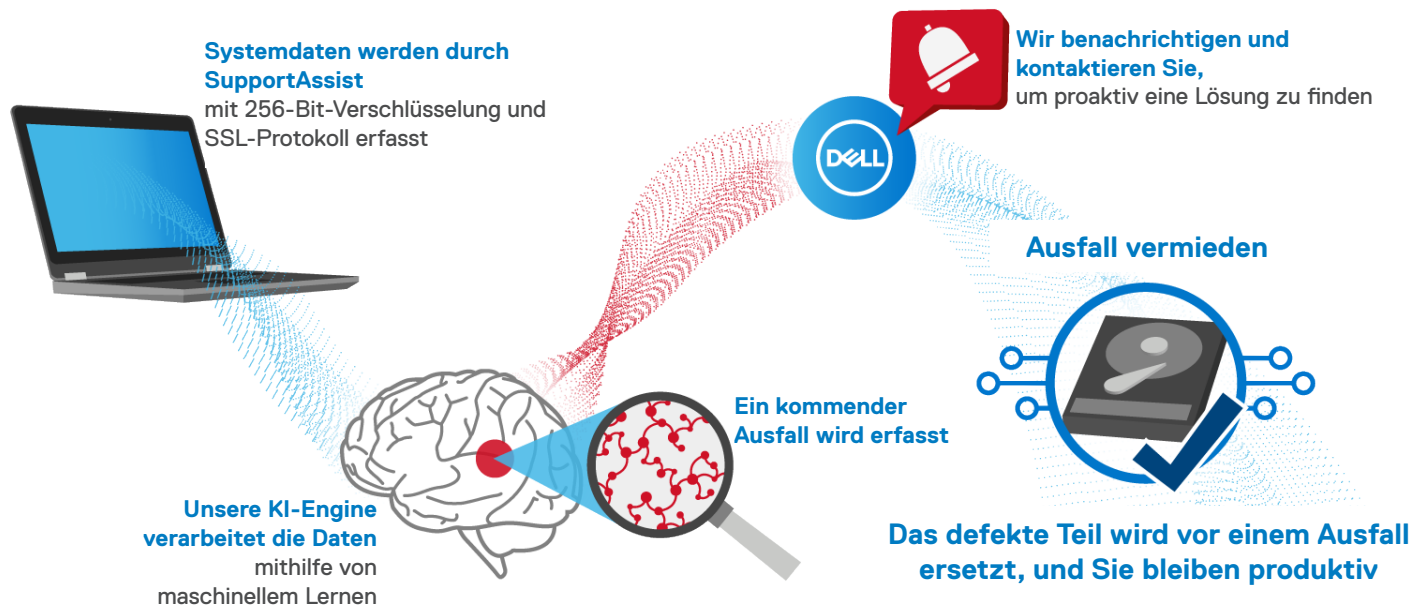 Systemdaten werden durch
SupportAssist
mit 256-Bit-Verschlüsselung und
SSL-Protokoll erfasst
Unsere KI-Engine
verarbeitet die Daten
mithilfe von
maschinellem Lernen
Ein kommender
Ausfall wird erfasst
DELL
Wir benachrichtigen und
kontaktieren Sie,
um proaktiv eine Lösung zu finden
Ausfall vermieden
Das defekte Teil wird vor einem Ausfall
ersetzt, und Sie bleiben produktiv